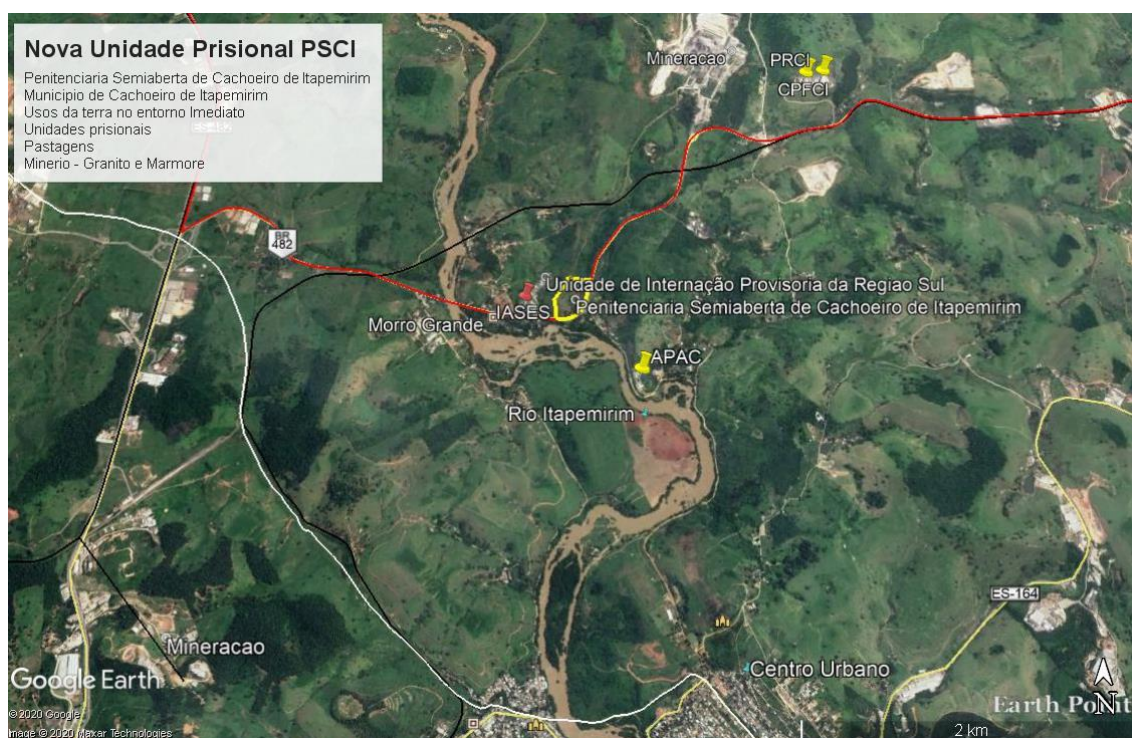 Nova Unidade Prisional PSCI
Penitenciaria Semiaberta de Cachoeiro de Itapemirim
Municipio de Cachoeiro de Itapemirim
Usos da terra no entorno Imediato
Unidades prisionais
Pastagens
Minerio - Granito e Marmore
ES-482
Mineracao
PRCI
CPFCI
BR
482
Unidade de Internação Provisoria da Regiao Sul
IASES
Penitenciaria Semiaberta de Cachoeiro de Itapemirim
Morro Grande
APAC
Rio Itapemirim
ES-164
Mineracao
Centro Urbano
Google Earth
Earth Point
N
© 2020 Google
Image © 2020 Maxar Technologies
2 km